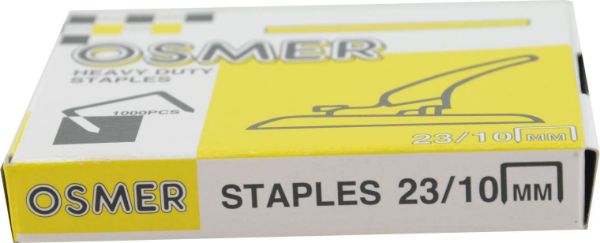 OSMER
HEAVY DUTY
STAPLES
1000PCS
23/10 MM
OSMER STAPLES 23/10 MM